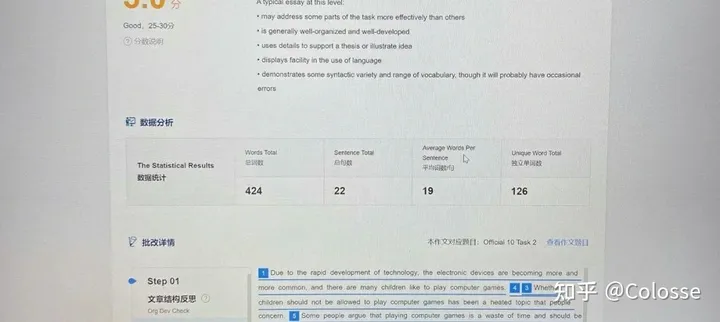 5.0分
A typical essay at this level:
• may address some parts of the task more effectively than others
Good，25-30分
• is generally well-organized and well-developed
? 分数说明
• uses details to support a thesis or illustrate idea
• displays facility in the use of language
• demonstrates some syntactic variety and range of vocabulary, though it will probably have occasional
errors
数据分析
The Statistical Results
数据统计
Words Total
总词数
424
Sentence Total
总句数
22
Average Words Per
Sentence
平均词数/句
19
Unique Word Total
独立单词数
126
批改详情
本作文对应题目：Official 10 Task 2
查看作文题目
Step 01
文章结构反思 ?
Org Dev Check
1 Due to the rapid development of technology, the electronic devices are becoming more and
more common, and there are many children like to play computer games. 4 3
children should not be allowed to play computer games has been a heated topic that people
concern. 5 Some people argue that playing computer games is a waste of time and should be
知乎 @Colosse